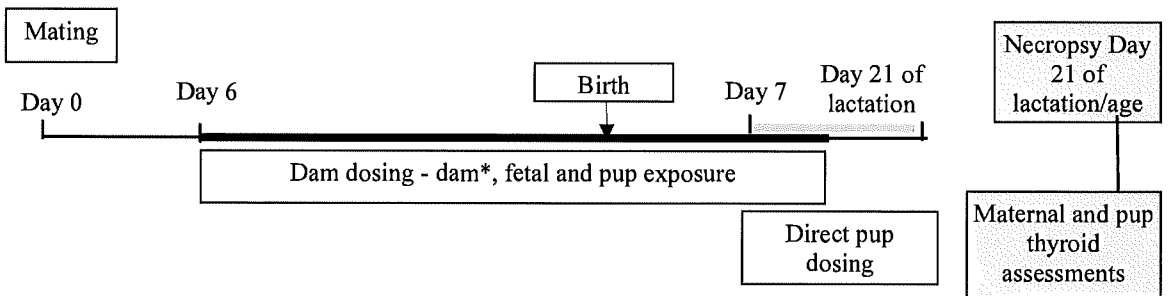 Mating
Day 0
Day 6
Birth
Day 7
Day 21 of
lactation
Dam dosing - dam*, fetal and pup exposure
Direct pup
dosing
Necropsy Day
21 of
lactation/age
Maternal and pup
thyroid
assessments